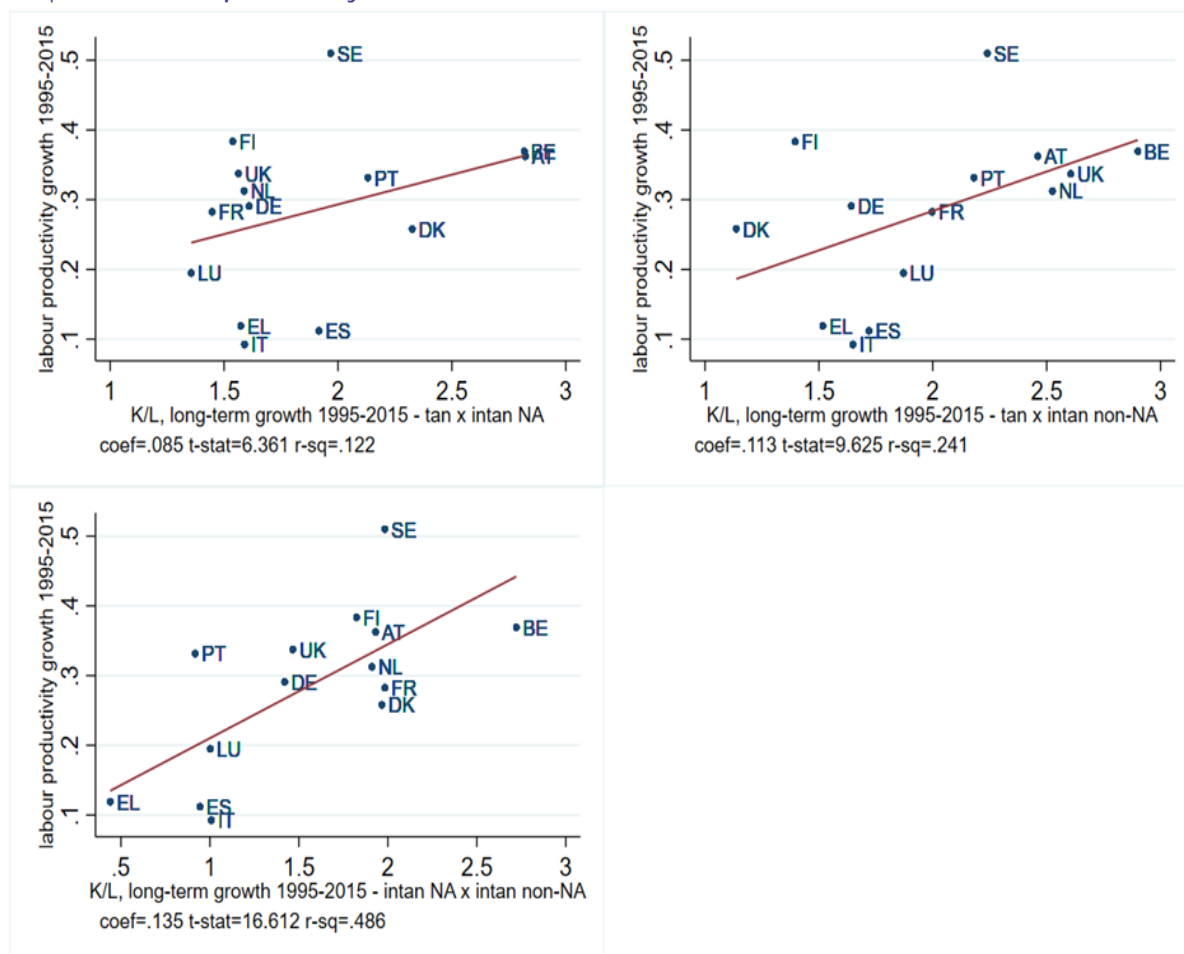 labour productivity growth 1995-2015
.5
.4
.3
.2
.1
SE
FI
BE
AT
UK
PT
NL
DE
FR
DK
LU
EL
ES
IT
1 1.5 2 2.5 3
K/L, long-term growth 1995-2015 - tan x intan NA
coef=.085 t-stat=6.361 r-sq=.122
labour productivity growth 1995-2015
.5
.4
.3
.2
.1
SE
FI
AT
BE
UK
PT
NL
DE
FR
DK
LU
EL
ES
IT
1 1.5 2 2.5 3
K/L, long-term growth 1995-2015 - tan x intan non-NA
coef=.113 t-stat=9.625 r-sq=.241
labour productivity growth 1995-2015
.5
.4
.3
.2
.1
SE
FI
AT
BE
PT
UK
NL
DE
FR
DK
LU
EL
ES
IT
.5 1 1.5 2 2.5 3
K/L, long-term growth 1995-2015 - intan NA x intan non-NA
coef=.135 t-stat=16.612 r-sq=.486